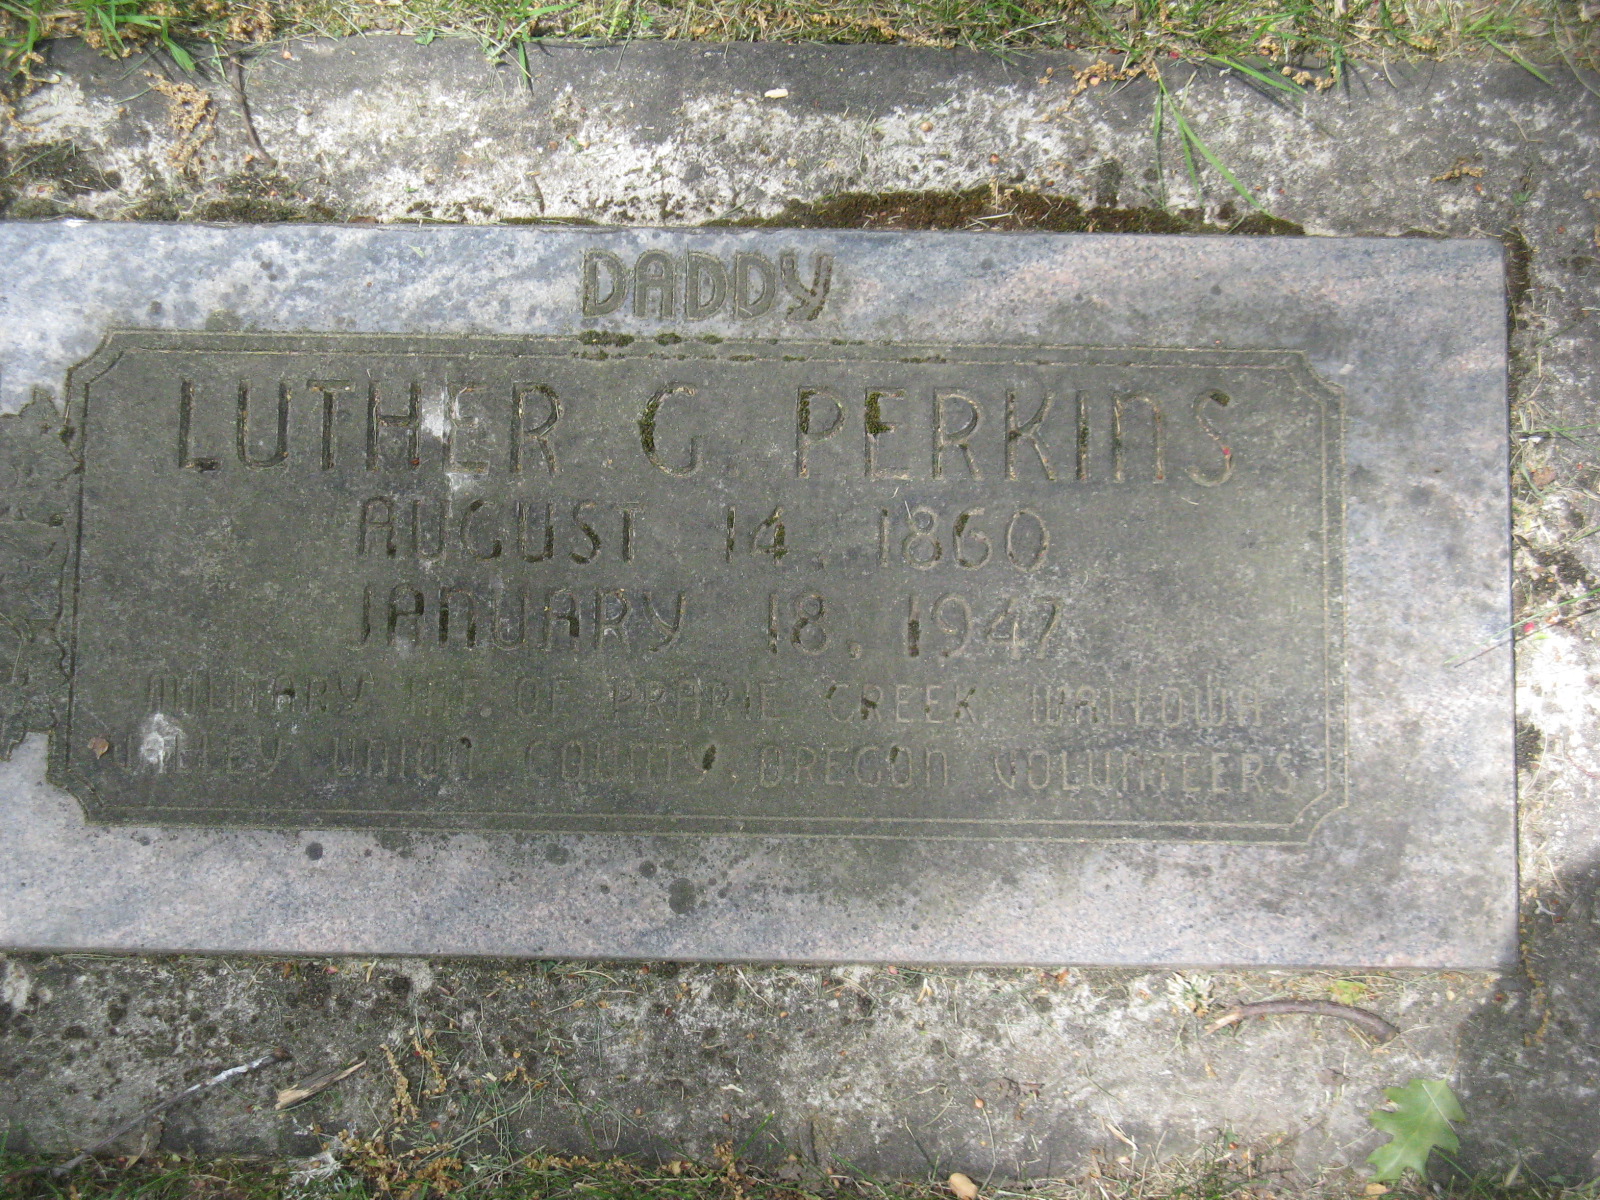 DADDY
LUTHER G. PERKINS
AUGUST 14, 1860
JANUARY 18, 1947
MILITARY INF. OF PRARIE CREEK WALLOWA
VALLEY UNION COUNTY OREGON VOLUNTEERS